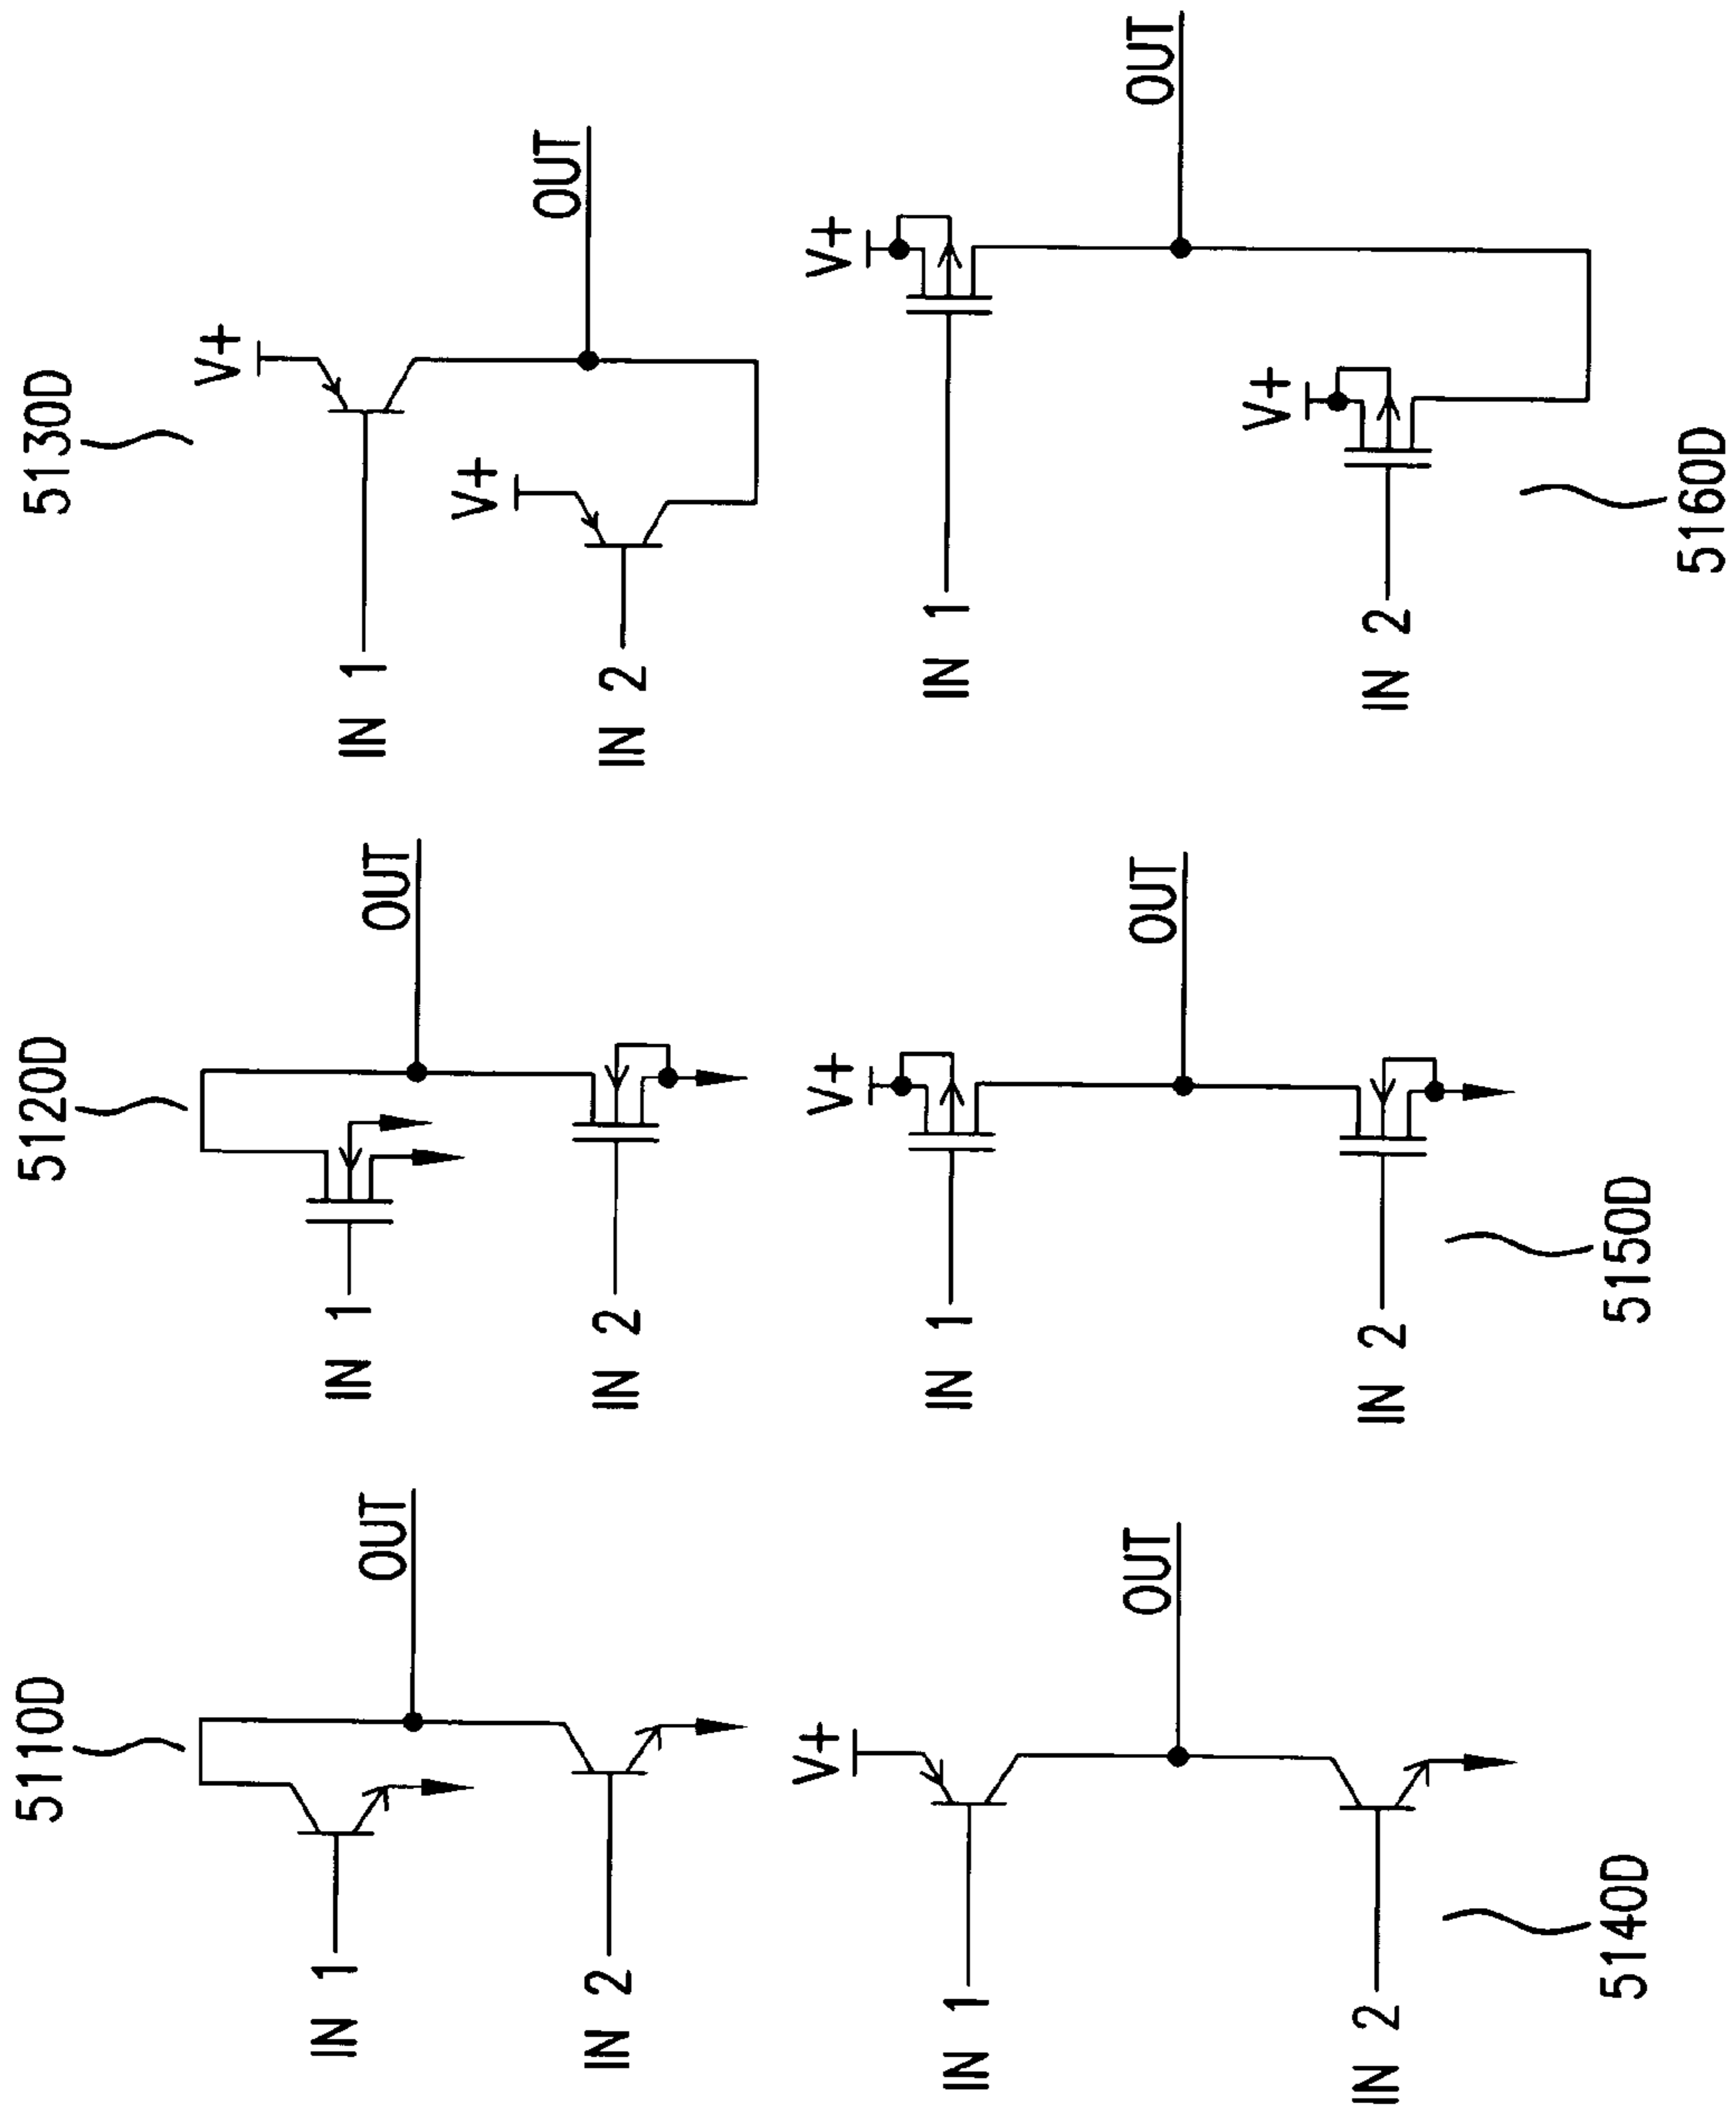 5110D
OUT
IN 1
IN 2
5120D
OUT
IN 1
IN 2
5130D
V+
OUT
V+
IN 1
IN 2
V+
OUT
IN 1
IN 2
5140D
V+
OUT
IN 1
IN 2
5150D
V+
OUT
V+
IN 1
IN 2
5160D